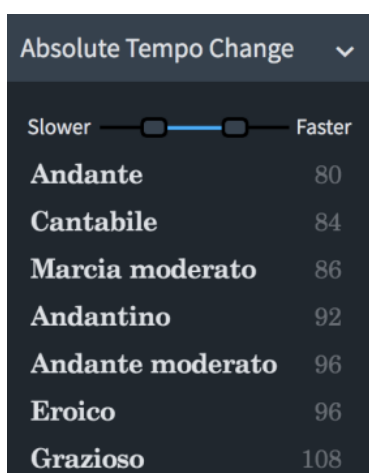 Absolute Tempo Change
Slower Faster
Andante 80
Cantabile 84
Marcia moderato 86
Andantino 92
Andante moderato 96
Eroico 96
Grazioso 108